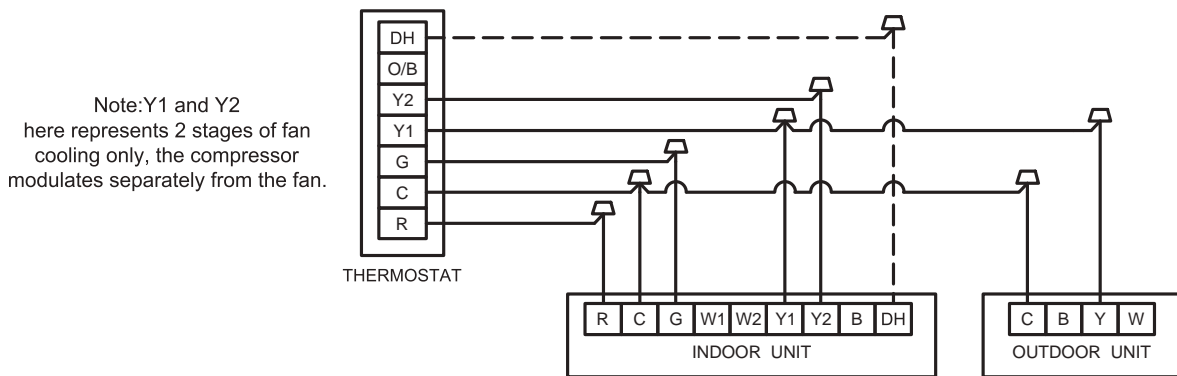 Note:Y1 and Y2
here represents 2 stages of fan
cooling only, the compressor
modulates separately from the fan.
DH
O/B
Y2
Y1
G
C
R
THERMOSTAT
R C G W1 W2 Y1 Y2 B DH
INDOOR UNIT
C B Y W
OUTDOOR UNIT